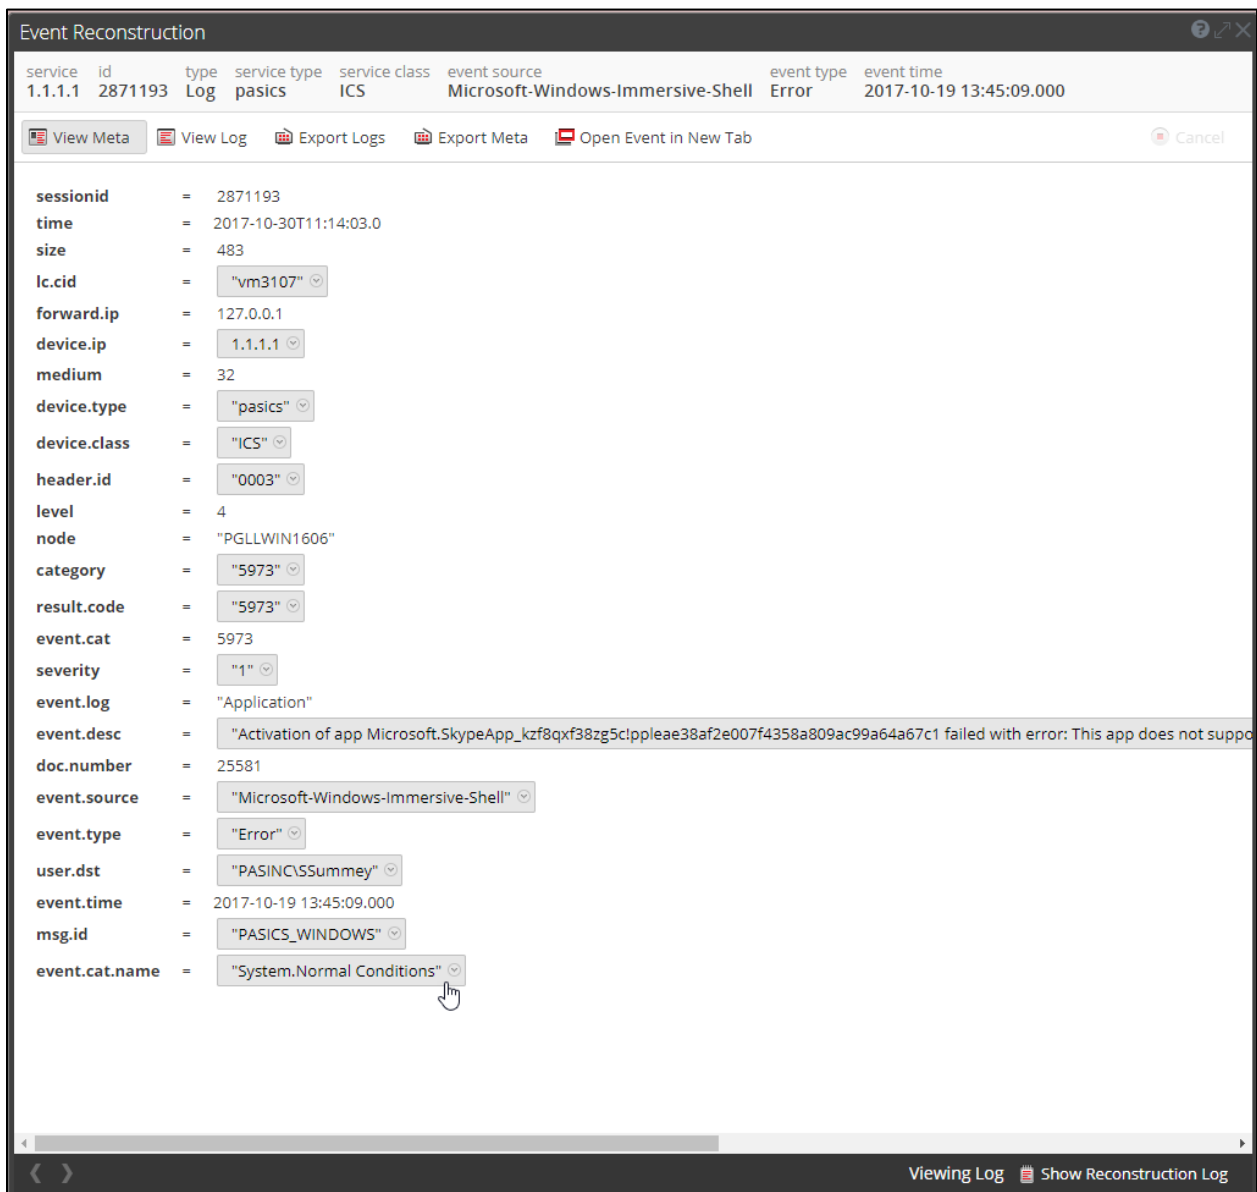 Event Reconstruction
service id type service type service class event source event type event time
1.1.1.1 2871193 Log pasics ICS Microsoft-Windows-Immersive-Shell Error 2017-10-19 13:45:09.000
View Meta View Log Export Logs Export Meta Open Event in New Tab Cancel
sessionid = 2871193
time = 2017-10-30T11:14:03.0
size = 483
lc.cid = "vm3107"
forward.ip = 127.0.0.1
device.ip = 1.1.1.1
medium = 32
device.type = "pasics"
device.class = "ICS"
header.id = "0003"
level = 4
node = "PGLLWIN1606"
category = "5973"
result.code = "5973"
event.cat = 5973
severity = "1"
event.log = "Application"
event.desc = "Activation of app Microsoft.SkypeApp_kzf8qxf38zg5c!ppleae38af2e007f4358a809ac99a64a67c1 failed with error: This app does not suppo
doc.number = 25581
event.source = "Microsoft-Windows-Immersive-Shell"
event.type = "Error"
user.dst = "PASINC\SSummey"
event.time = 2017-10-19 13:45:09.000
msg.id = "PASICS_WINDOWS"
event.cat.name = "System.Normal Conditions"
Viewing Log Show Reconstruction Log